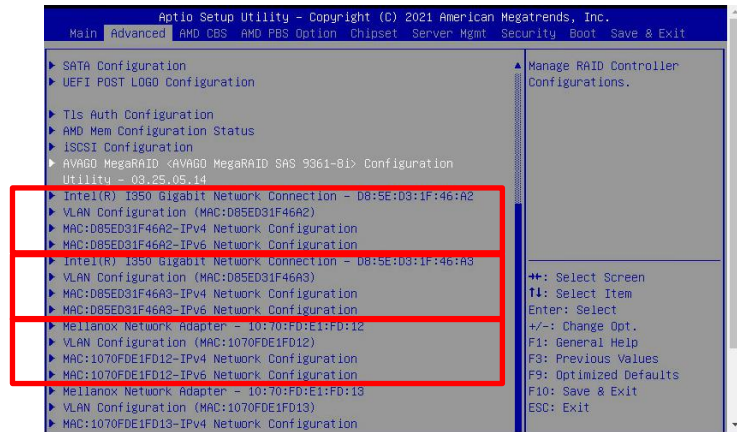 Aptio Setup Utility – Copyright (C) 2021 American Megatrends, Inc.
Main Advanced AMD CBS AMD PBS Option Chipset Server Mgmt Security Boot Save & Exit
SATA Configuration
UEFI POST LOGO Configuration
Tls Auth Configuration
AMD Mem Configuration Status
iSCSI Configuration
AVAGO MegaRAID <AVAGO MegaRAID SAS 9361-8i> Configuration
Utility – 03.25.05.14
Intel(R) I350 Gigabit Network Connection – D8:5E:D3:1F:46:A2
VLAN Configuration (MAC:D85ED31F46A2)
MAC:D85ED31F46A2-IPv4 Network Configuration
MAC:D85ED31F46A2-IPv6 Network Configuration
Intel(R) I350 Gigabit Network Connection – D8:5E:D3:1F:46:A3
VLAN Configuration (MAC:D85ED31F46A3)
MAC:D85ED31F46A3-IPv4 Network Configuration
MAC:D85ED31F46A3-IPv6 Network Configuration
Mellanox Network Adapter – 10:70:FD:E1:FD:12
VLAN Configuration (MAC:1070FDE1FD12)
MAC:1070FDE1FD12-IPv4 Network Configuration
MAC:1070FDE1FD12-IPv6 Network Configuration
Mellanox Network Adapter – 10:70:FD:E1:FD:13
VLAN Configuration (MAC:1070FDE1FD13)
MAC:1070FDE1FD13-IPv4 Network Configuration
Manage RAID Controller
Configurations.
→←: Select Screen
↑↓: Select Item
Enter: Select
+/-: Change Opt.
F1: General Help
F3: Previous Values
F9: Optimized Defaults
F10: Save & Exit
ESC: Exit